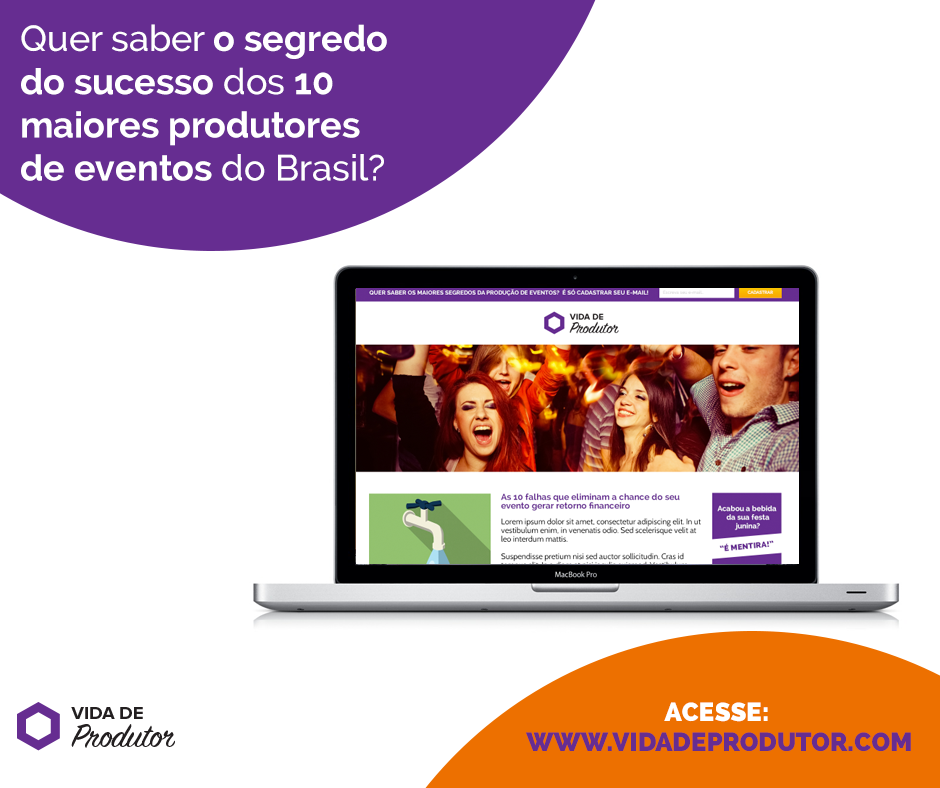 Quer saber o segredo
do sucesso dos 10
maiores produtores
de eventos do Brasil?
QUER SABER OS MAIORES SEGREDOS DA PRODUÇÃO DE EVENTOS? É SÓ CADASTRAR SEU E-MAIL!
CADASTRAR
VIDA DE
Produtor
As 10 falhas que eliminam a chance do seu
evento gerar retorno financeiro
Lorem ipsum dolor sit amet, consectetur adipiscing elit. In ut
vestibulum enim, in venenatis odio. Sed scelerisque velit at
leo interdum mattis.
Suspendisse pretium nisi sed auctor sollicitudin. Cras id
Acabou a bebida
da sua festa
junina?
“É MENTIRA!”
MacBook Pro
VIDA DE
Produtor
ACESSE:
WWW.VIDADEPRODUTOR.COM